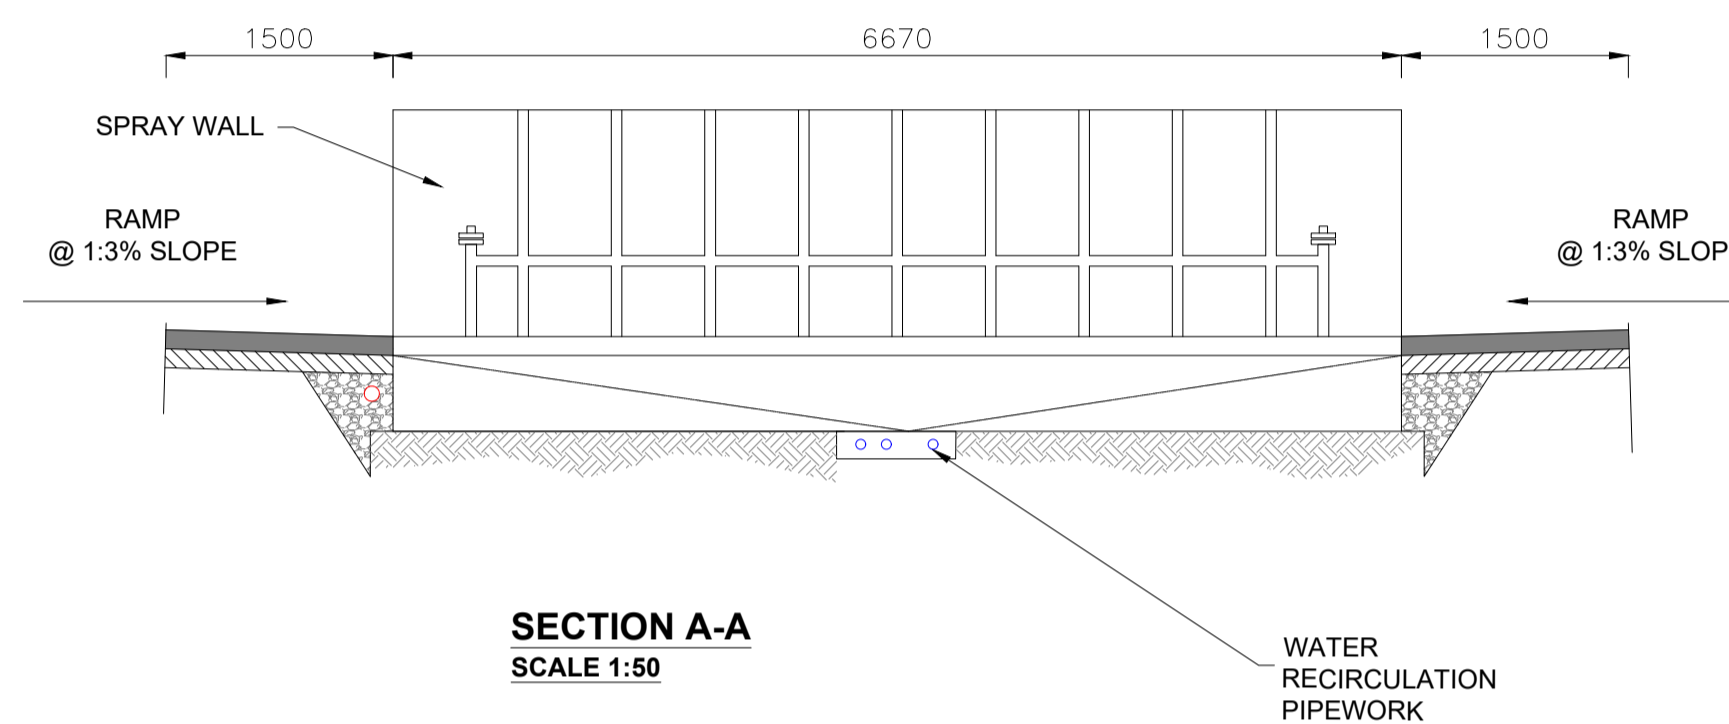 1500
6670
1500
SPRAY WALL
RAMP
@ 1:3% SLOPE
RAMP
@ 1:3% SLOP
SECTION A-A
SCALE 1:50
WATER
RECIRCULATION
PIPEWORK